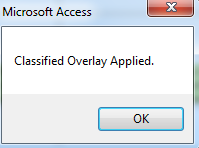 Microsoft Access
Classified Overlay Applied.
OK